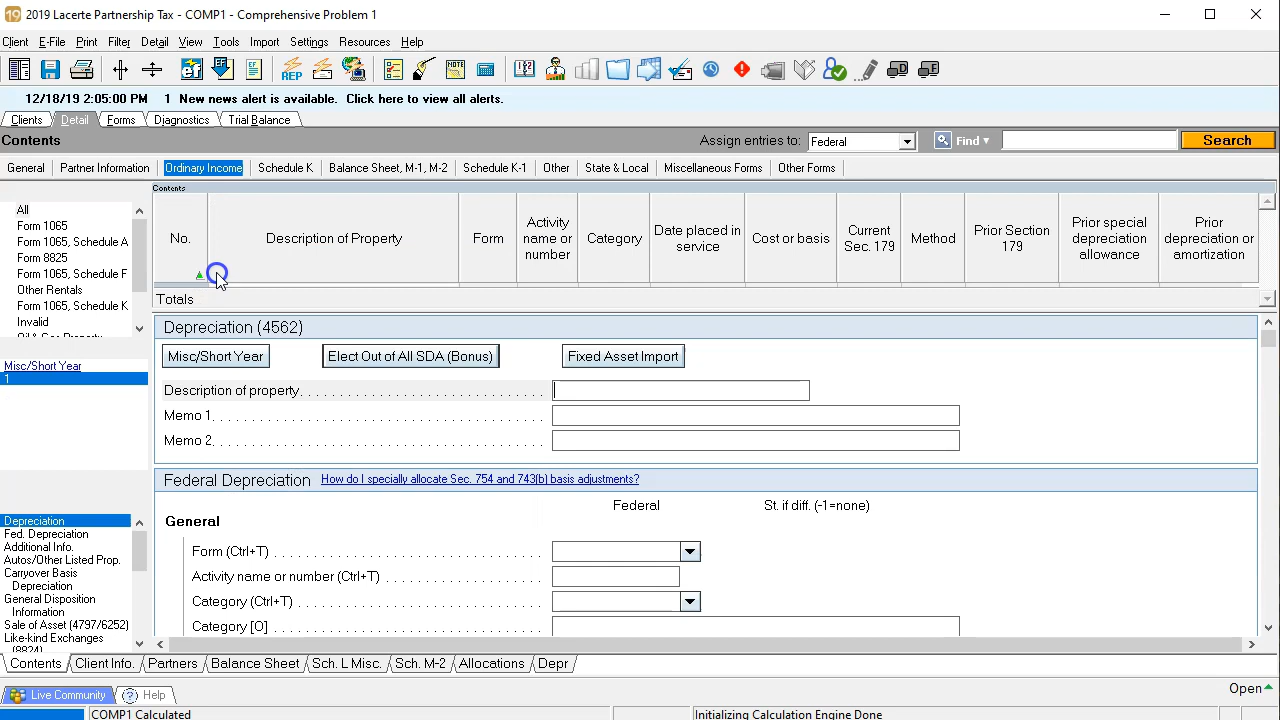 19 2019 Lacerte Partnership Tax - COMP1 - Comprehensive Problem 1
Client E-File Print Filter Detail View Tools Import Settings Resources Help
REP
12/18/19 2:05:00 PM 1 New news alert is available. Click here to view all alerts.
Clients Detail Forms Diagnostics Trial Balance
Contents Assign entries to: Federal Find Search
General Partner Information Ordinary Income Schedule K Balance Sheet, M-1, M-2 Schedule K-1 Other State & Local Miscellaneous Forms Other Forms
Contents
No. Description of Property Form Activity name or number Category Date placed in service Cost or basis Current Sec. 179 Method Prior Section 179 Prior special depreciation allowance Prior depreciation or amortization
Totals
All
Form 1065
Form 1065, Schedule A
Form 8825
Form 1065, Schedule F
Other Rentals
Form 1065, Schedule K
Invalid
Oil & Gas Property
Misc/Short Year
1
Depreciation
Fed. Depreciation
Additional Info.
Autos/Other Listed Prop.
Carryover Basis
Depreciation
General Disposition
Information
Sale of Asset (4797/6252)
Like-kind Exchanges
(8824)
Depreciation (4562)
Misc/Short Year Elect Out of All SDA (Bonus) Fixed Asset Import
Description of property
Memo 1
Memo 2
Federal Depreciation How do I specially allocate Sec. 754 and 743(b) basis adjustments?
Federal St. if diff. (-1=none)
General
Form (Ctrl+T)
Activity name or number (Ctrl+T)
Category (Ctrl+T)
Category [O]
Contents Client Info. Partners Balance Sheet Sch. L Misc. Sch. M-2 Allocations Depr
Live Community Help Open
COMP1 Calculated Initializing Calculation Engine Done